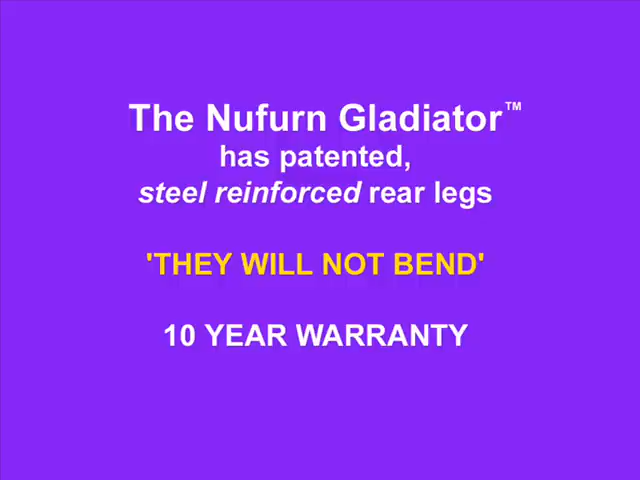 The Nufurn Gladiator™
has patented,
steel reinforced rear legs
'THEY WILL NOT BEND'
10 YEAR WARRANTY